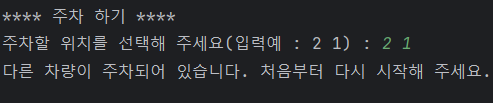 **** 주차 하기 ****
주차할 위치를 선택해 주세요(입력예 : 2 1) : 2 1
다른 차량이 주차되어 있습니다. 처음부터 다시 시작해 주세요.